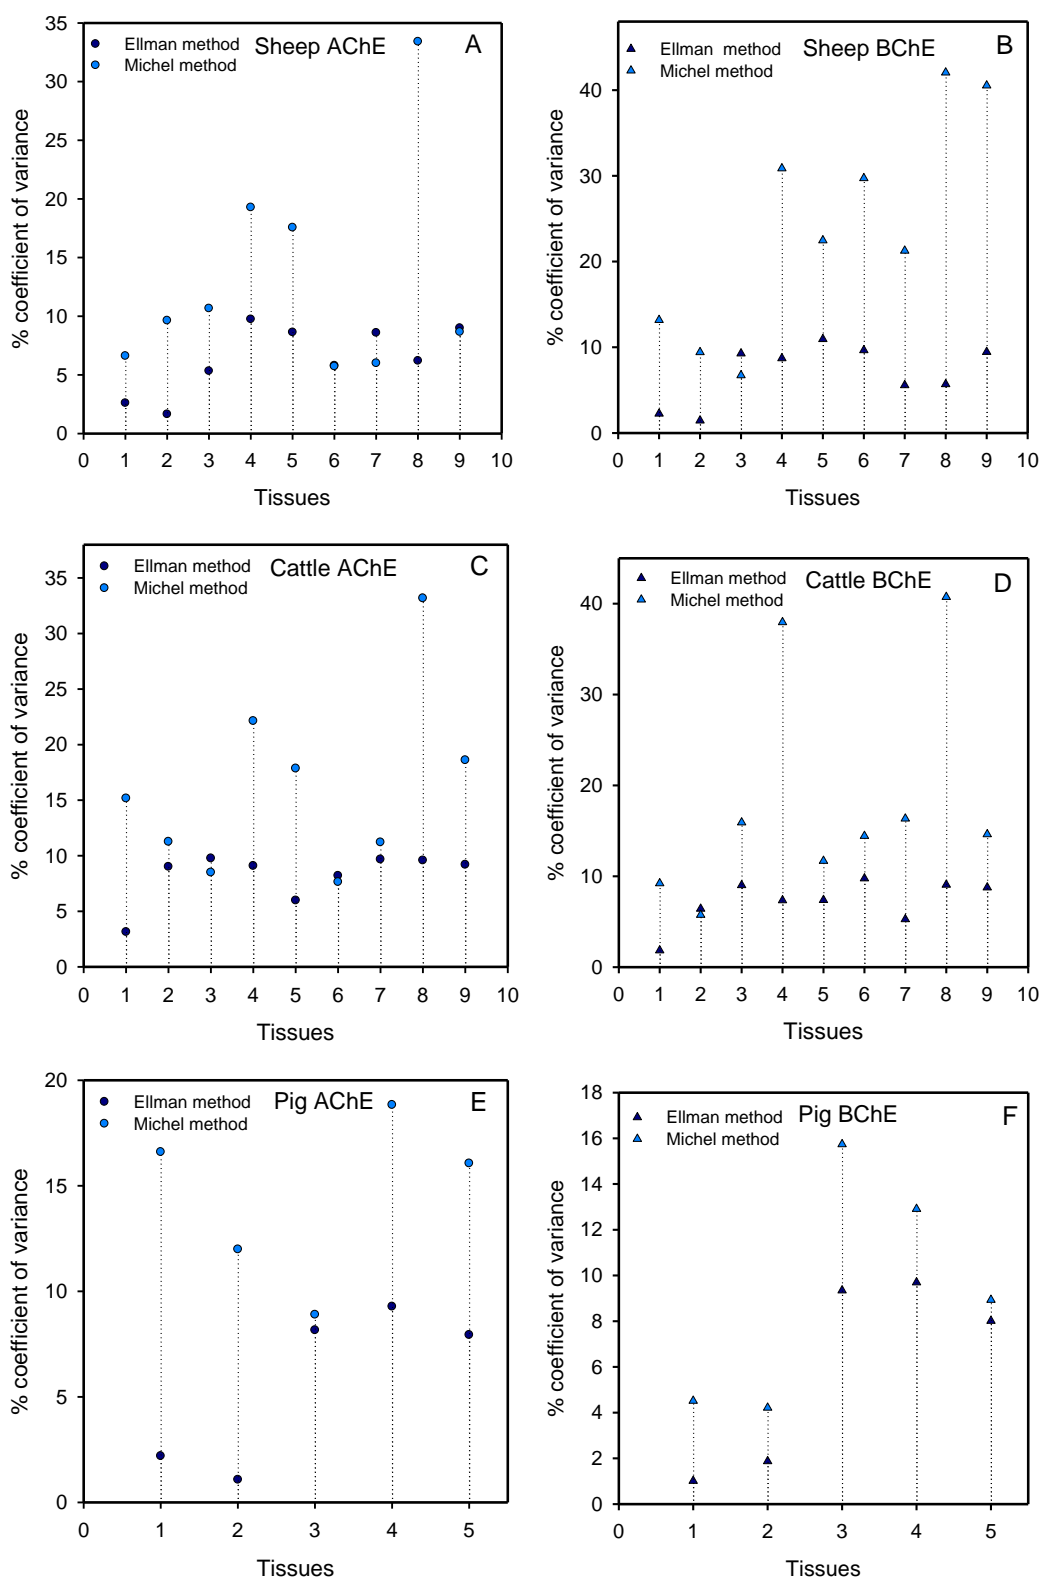 Sheep AChE
A
Ellman method
Michel method
% coefficient of variance
35
30
25
20
15
10
5
0
0 1 2 3 4 5 6 7 8 9 10
Tissues
Sheep BChE
B
Ellman method
Michel method
% coefficient of variance
40
30
20
10
0
0 1 2 3 4 5 6 7 8 9 10
Tissues
Cattle AChE
C
Ellman method
Michel method
% coefficient of variance
35
30
25
20
15
10
5
0
0 1 2 3 4 5 6 7 8 9 10
Tissues
Cattle BChE
D
Ellman method
Michel method
% coefficient of variance
40
30
20
10
0
0 1 2 3 4 5 6 7 8 9 10
Tissues
Pig AChE
E
Ellman method
Michel method
% coefficient of variance
20
15
10
5
0
0 1 2 3 4 5
Tissues
Pig BChE
F
Ellman method
Michel method
% coefficient of variance
18
16
14
12
10
8
6
4
2
0
0 1 2 3 4 5
Tissues